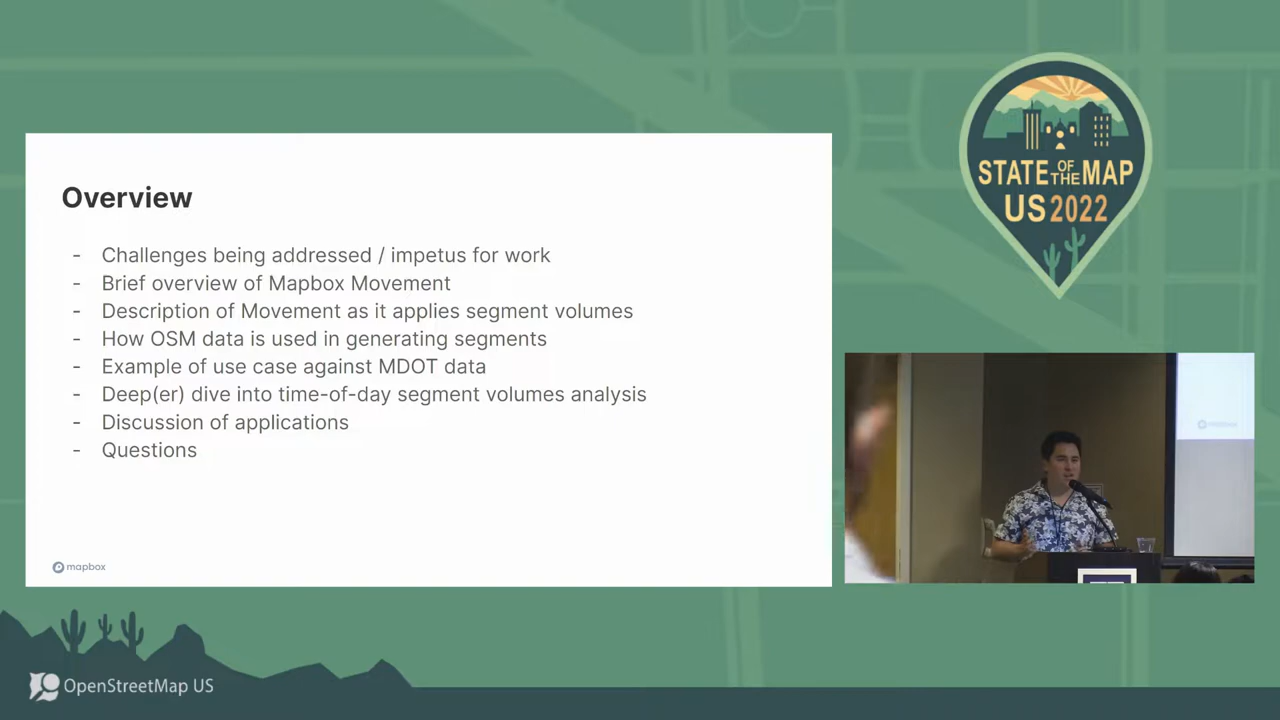 Overview
- Challenges being addressed / impetus for work
- Brief overview of Mapbox Movement
- Description of Movement as it applies segment volumes
- How OSM data is used in generating segments
- Example of use case against MDOT data
- Deep(er) dive into time-of-day segment volumes analysis
- Discussion of applications
- Questions
mapbox
STATE OF THE MAP
US 2022
OpenStreetMap US